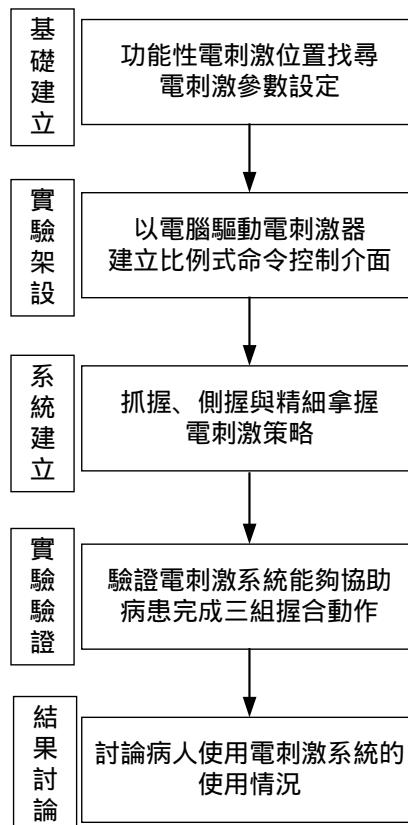 基礎建立
功能性電刺激位置找尋
電刺激參數設定
實驗架設
以電腦驅動電刺激器
建立比例式命令控制介面
系統建立
抓握、側握與精細拿握
電刺激策略
實驗驗證
驗證電刺激系統能夠協助
病患完成三組握合動作
結果討論
討論病人使用電刺激系統的
使用情況